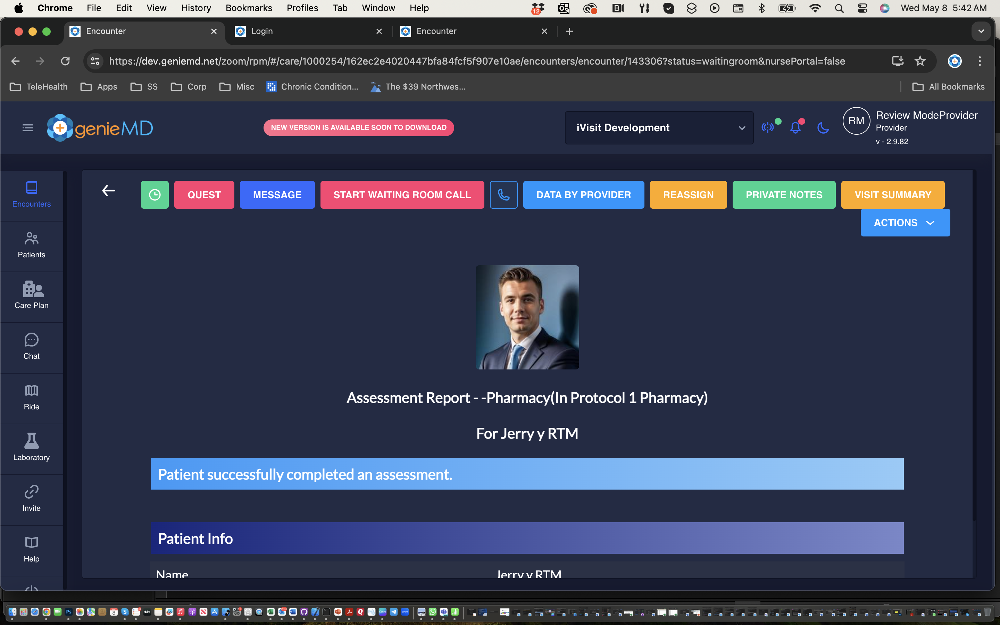 Chrome File Edit View History Bookmarks Profiles Tab Window Help 12 Wed May 8 5:42 AM
Encounter Login Encounter
https://dev.geniemd.net/zoom/rpm/#/care/1000254/162ec2e4020447bfa84fcf5f907e10ae/encounters/encounter/143306?status=waitingroom&nursePortal=false
TeleHealth Apps SS Corp Misc Chronic Condition... The $39 Northwes... All Bookmarks
genieMD
NEW VERSION IS AVAILABLE SOON TO DOWNLOAD
iVisit Development
RM
Review ModeProvider
Provider
v - 2.9.82
Encounters
Patients
Care Plan
Chat
Ride
Laboratory
Invite
Help
QUEST MESSAGE START WAITING ROOM CALL DATA BY PROVIDER REASSIGN PRIVATE NOTES VISIT SUMMARY
ACTIONS
Assessment Report - -Pharmacy(In Protocol 1 Pharmacy)
For Jerry y RTM
Patient successfully completed an assessment.
Patient Info
Name Jerry y RTM